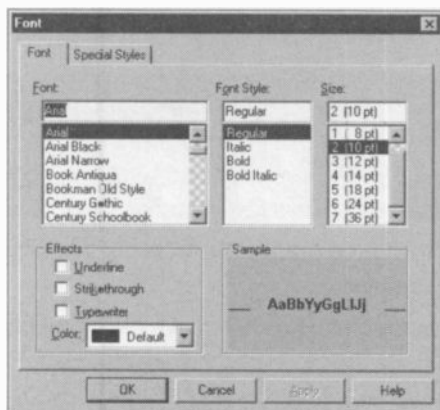 Font
Font Special Styles
Font: Font Style: Size:
Arial Regular 2 (10 pt)
Arial Regular 1 ( 8 pt)
Arial Black Italic 2 (10 pt)
Arial Narrow Bold 3 (12 pt)
Book Antiqua Bold Italic 4 (14 pt)
Bookman Old Style 5 (18 pt)
Century Gothic 6 (24 pt)
Century Schoolbook 7 (36 pt)
Effects Sample
Underline
Strikethrough
Typewriter
AaBbYyGgLlJj
Color: Default
OK Cancel Apply Help